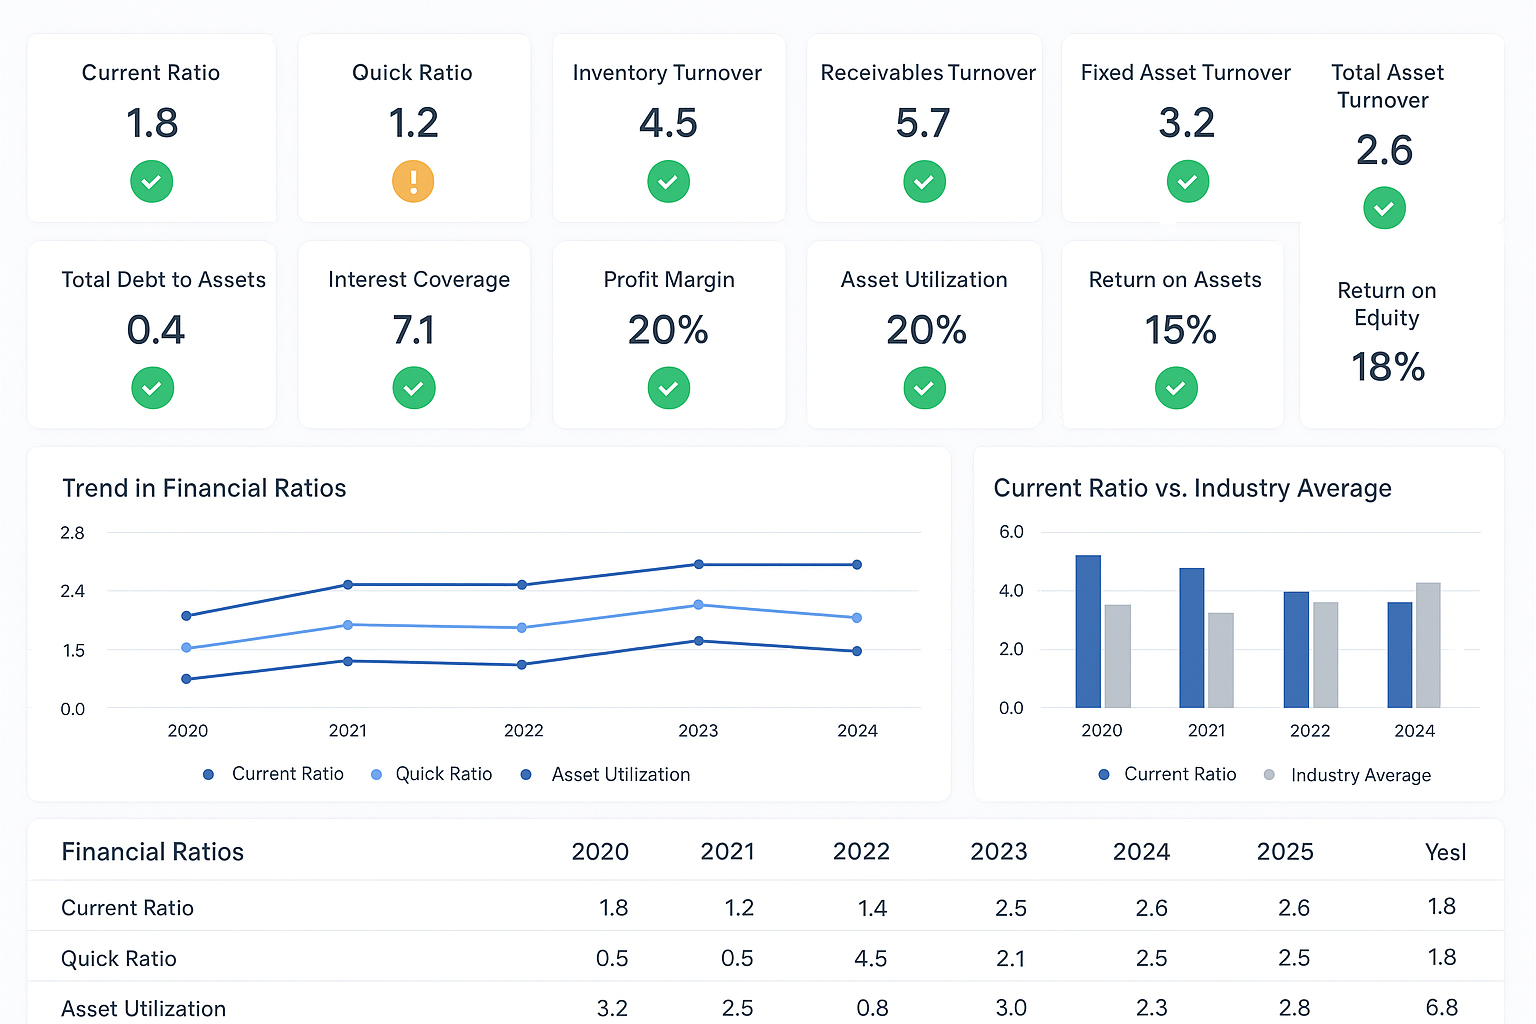 Current Ratio
1.8
Quick Ratio
1.2
!
Inventory Turnover
4.5
Receivables Turnover
5.7
Fixed Asset Turnover
3.2
Total Asset
Turnover
2.6
Total Debt to Assets
0.4
Interest Coverage
7.1
Profit Margin
20%
Asset Utilization
20%
Return on Assets
15%
Return on
Equity
18%
Trend in Financial Ratios
2.8
2.4
1.5
0.0
2020 2021 2022 2023 2024
Current Ratio Quick Ratio Asset Utilization
Current Ratio vs. Industry Average
6.0
4.0
2.0
0.0
2020 2021 2022 2024
Current Ratio Industry Average
Financial Ratios 2020 2021 2022 2023 2024 2025 Yesl
Current Ratio 1.8 1.2 1.4 2.5 2.6 2.6 1.8
Quick Ratio 0.5 0.5 4.5 2.1 2.5 2.5 1.8
Asset Utilization 3.2 2.5 0.8 3.0 2.3 2.8 6.8